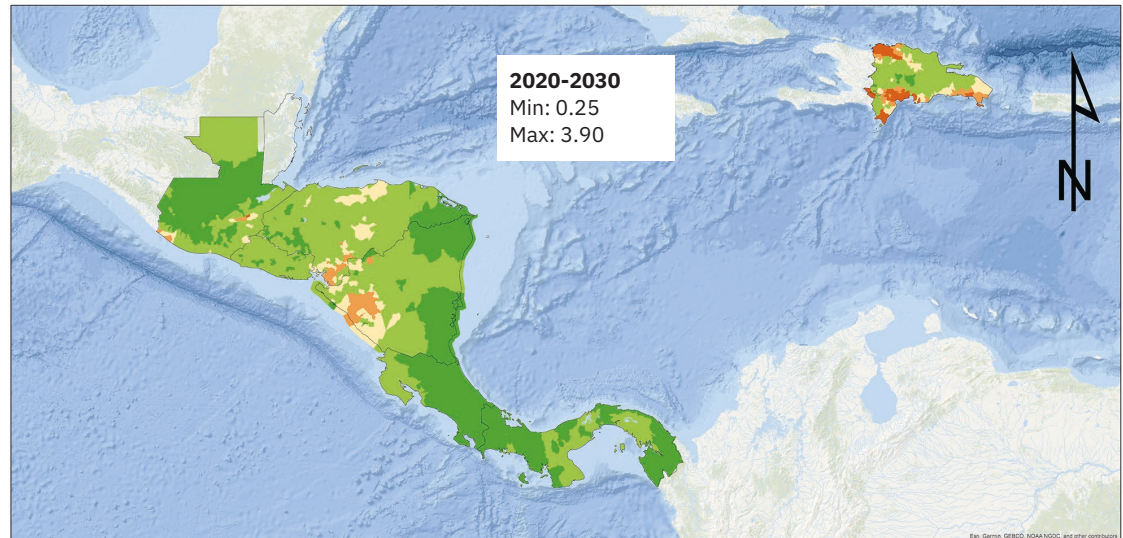 2020-2030
Min: 0.25
Max: 3.90
N
Esri, Garmin, GEBCO, NOAA NGDC, and other contributors